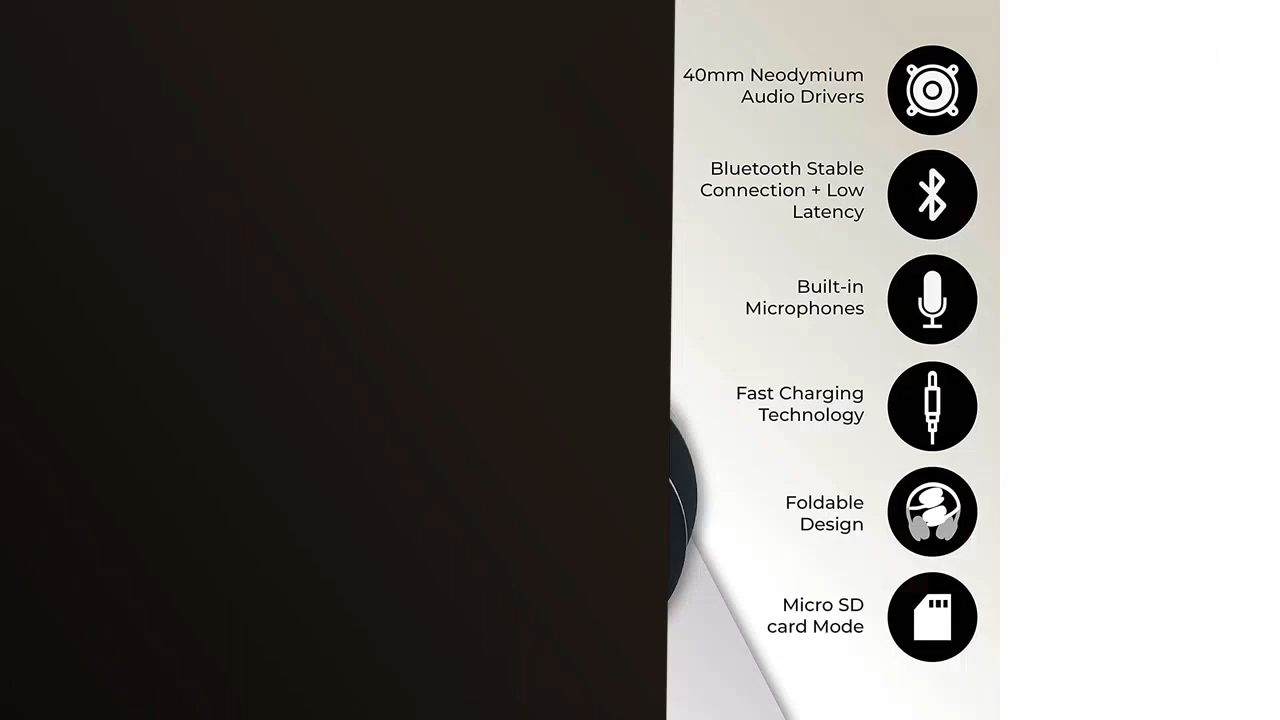 40mm Neodymium
Audio Drivers
Bluetooth Stable
Connection + Low
Latency
Built-in
Microphones
Fast Charging
Technology
Foldable
Design
Micro SD
card Mode